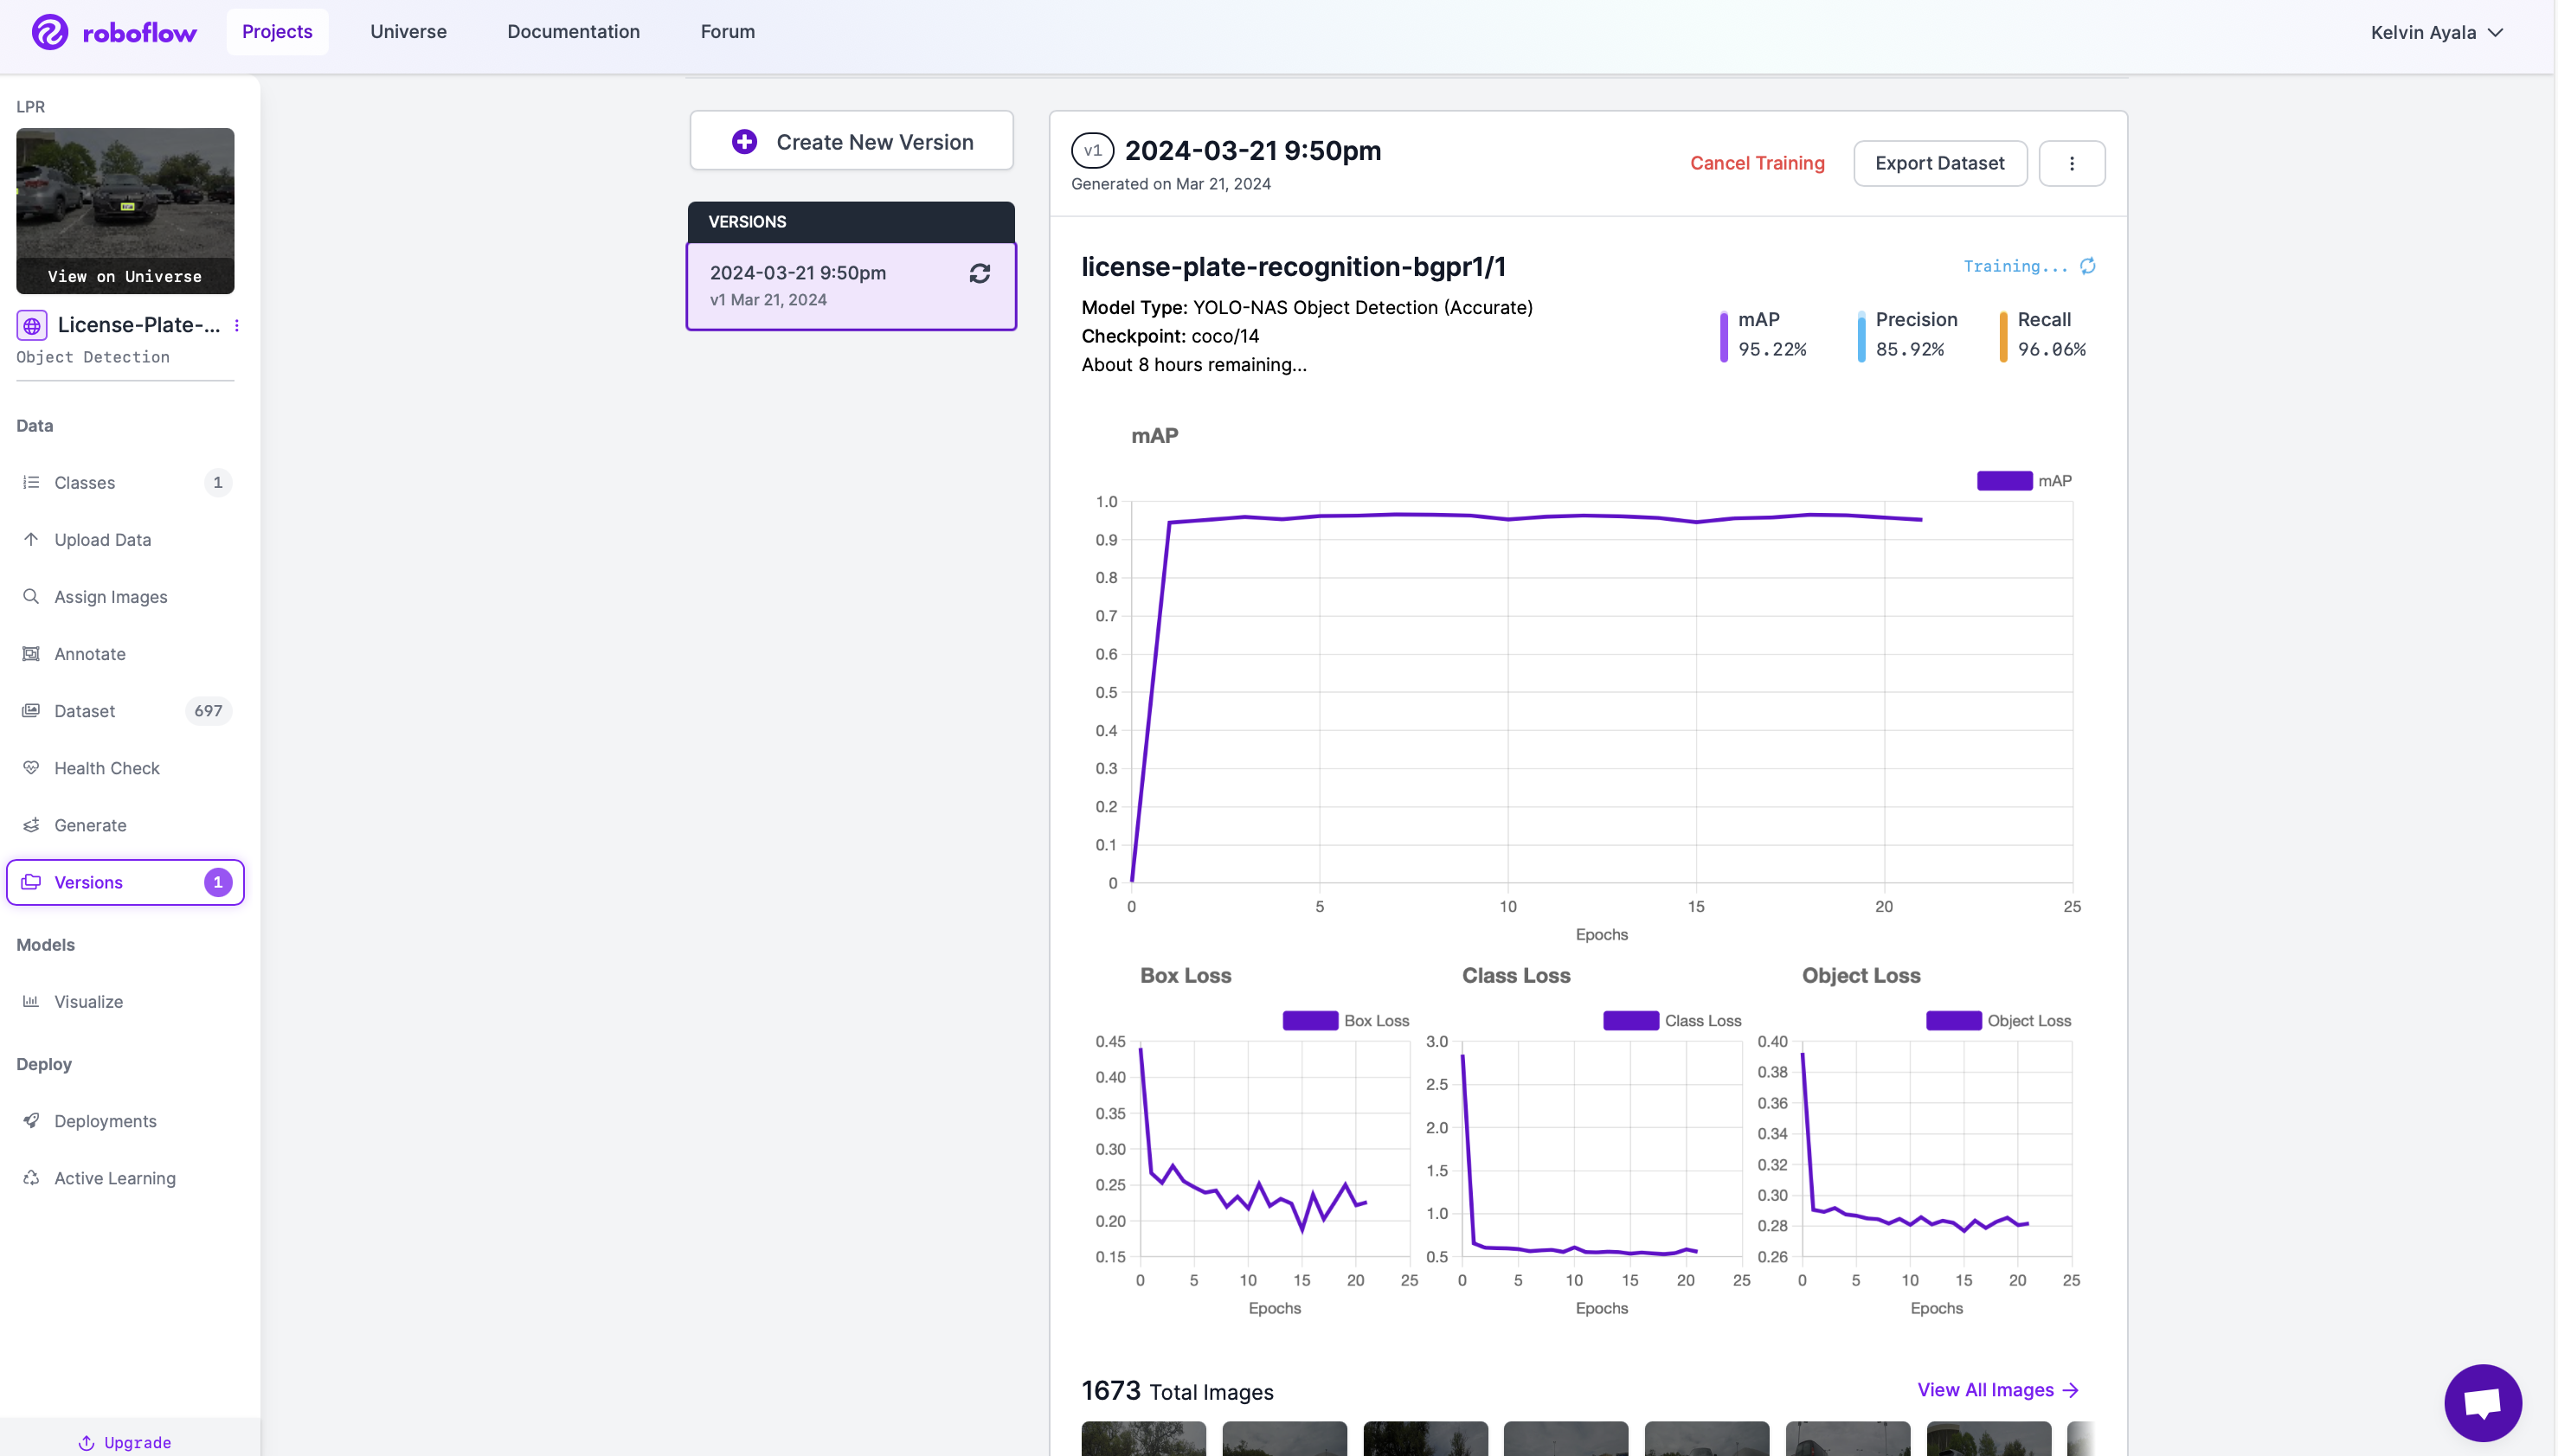 roboflow
Projects
Universe
Documentation
Forum
Kelvin Ayala
LPR
View on Universe
License-Plate-...
Object Detection
Data
Classes 1
Upload Data
Assign Images
Annotate
Dataset 697
Health Check
Generate
Versions 1
Models
Visualize
Deploy
Deployments
Active Learning
Upgrade
Create New Version
VERSIONS
2024-03-21 9:50pm
v1 Mar 21, 2024
v1 2024-03-21 9:50pm
Generated on Mar 21, 2024
Cancel Training
Export Dataset
license-plate-recognition-bgpr1/1
Training...
Model Type: YOLO-NAS Object Detection (Accurate)
Checkpoint: coco/14
About 8 hours remaining...
mAP
95.22%
Precision
85.92%
Recall
96.06%
mAP
mAP
1.0
0.9
0.8
0.7
0.6
0.5
0.4
0.3
0.2
0.1
0
0 5 10 15 20 25
Epochs
Box Loss
Box Loss
0.45
0.40
0.35
0.30
0.25
0.20
0.15
0 5 10 15 20 25
Epochs
Class Loss
Class Loss
3.0
2.5
2.0
1.5
1.0
0.5
0 5 10 15 20 25
Epochs
Object Loss
Object Loss
0.40
0.38
0.36
0.34
0.32
0.30
0.28
0.26
0 5 10 15 20 25
Epochs
1673 Total Images
View All Images